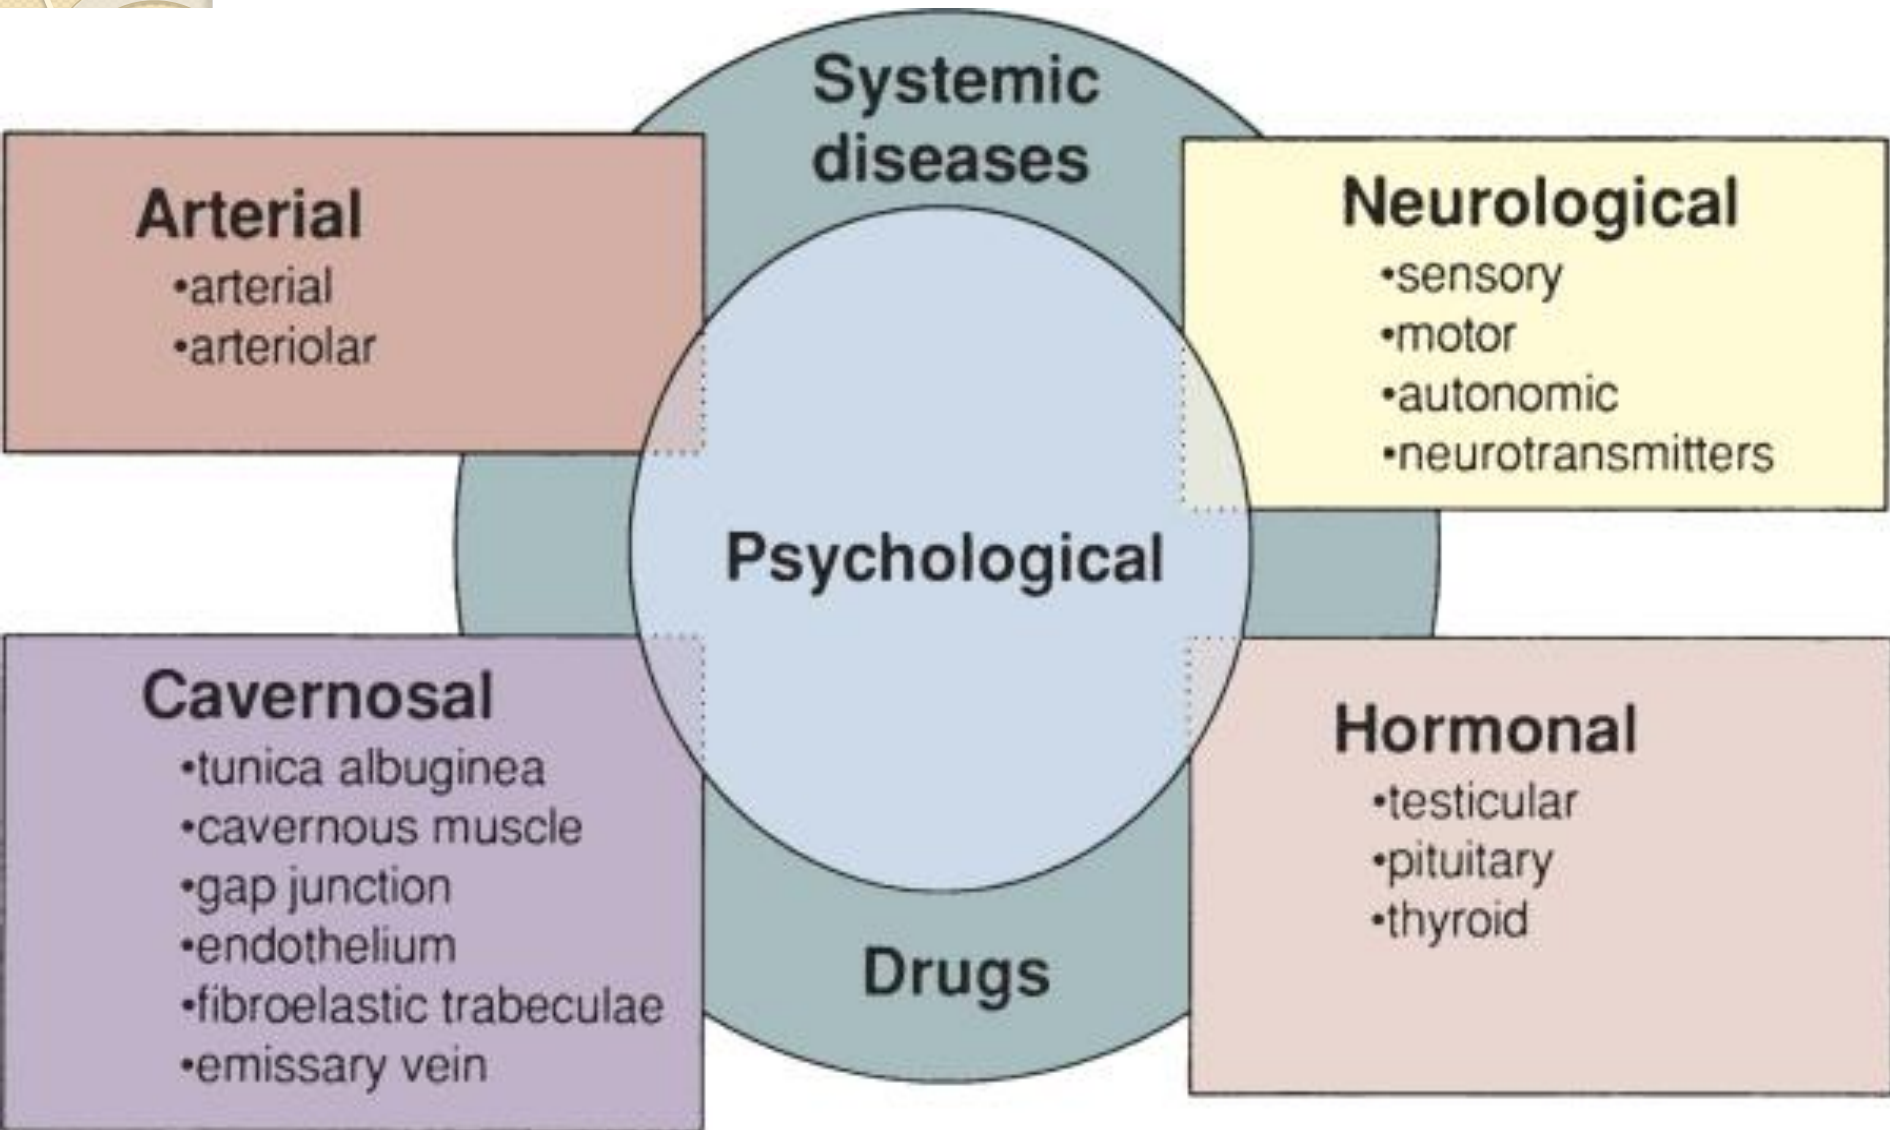 Systemic
diseases
Arterial
•arterial
•arteriolar
Neurological
•sensory
•motor
•autonomic
•neurotransmitters
Psychological
Cavernosal
•tunica albuginea
•cavernous muscle
•gap junction
•endothelium
•fibroelastic trabeculae
•emissary vein
Hormonal
•testicular
•pituitary
•thyroid
Drugs